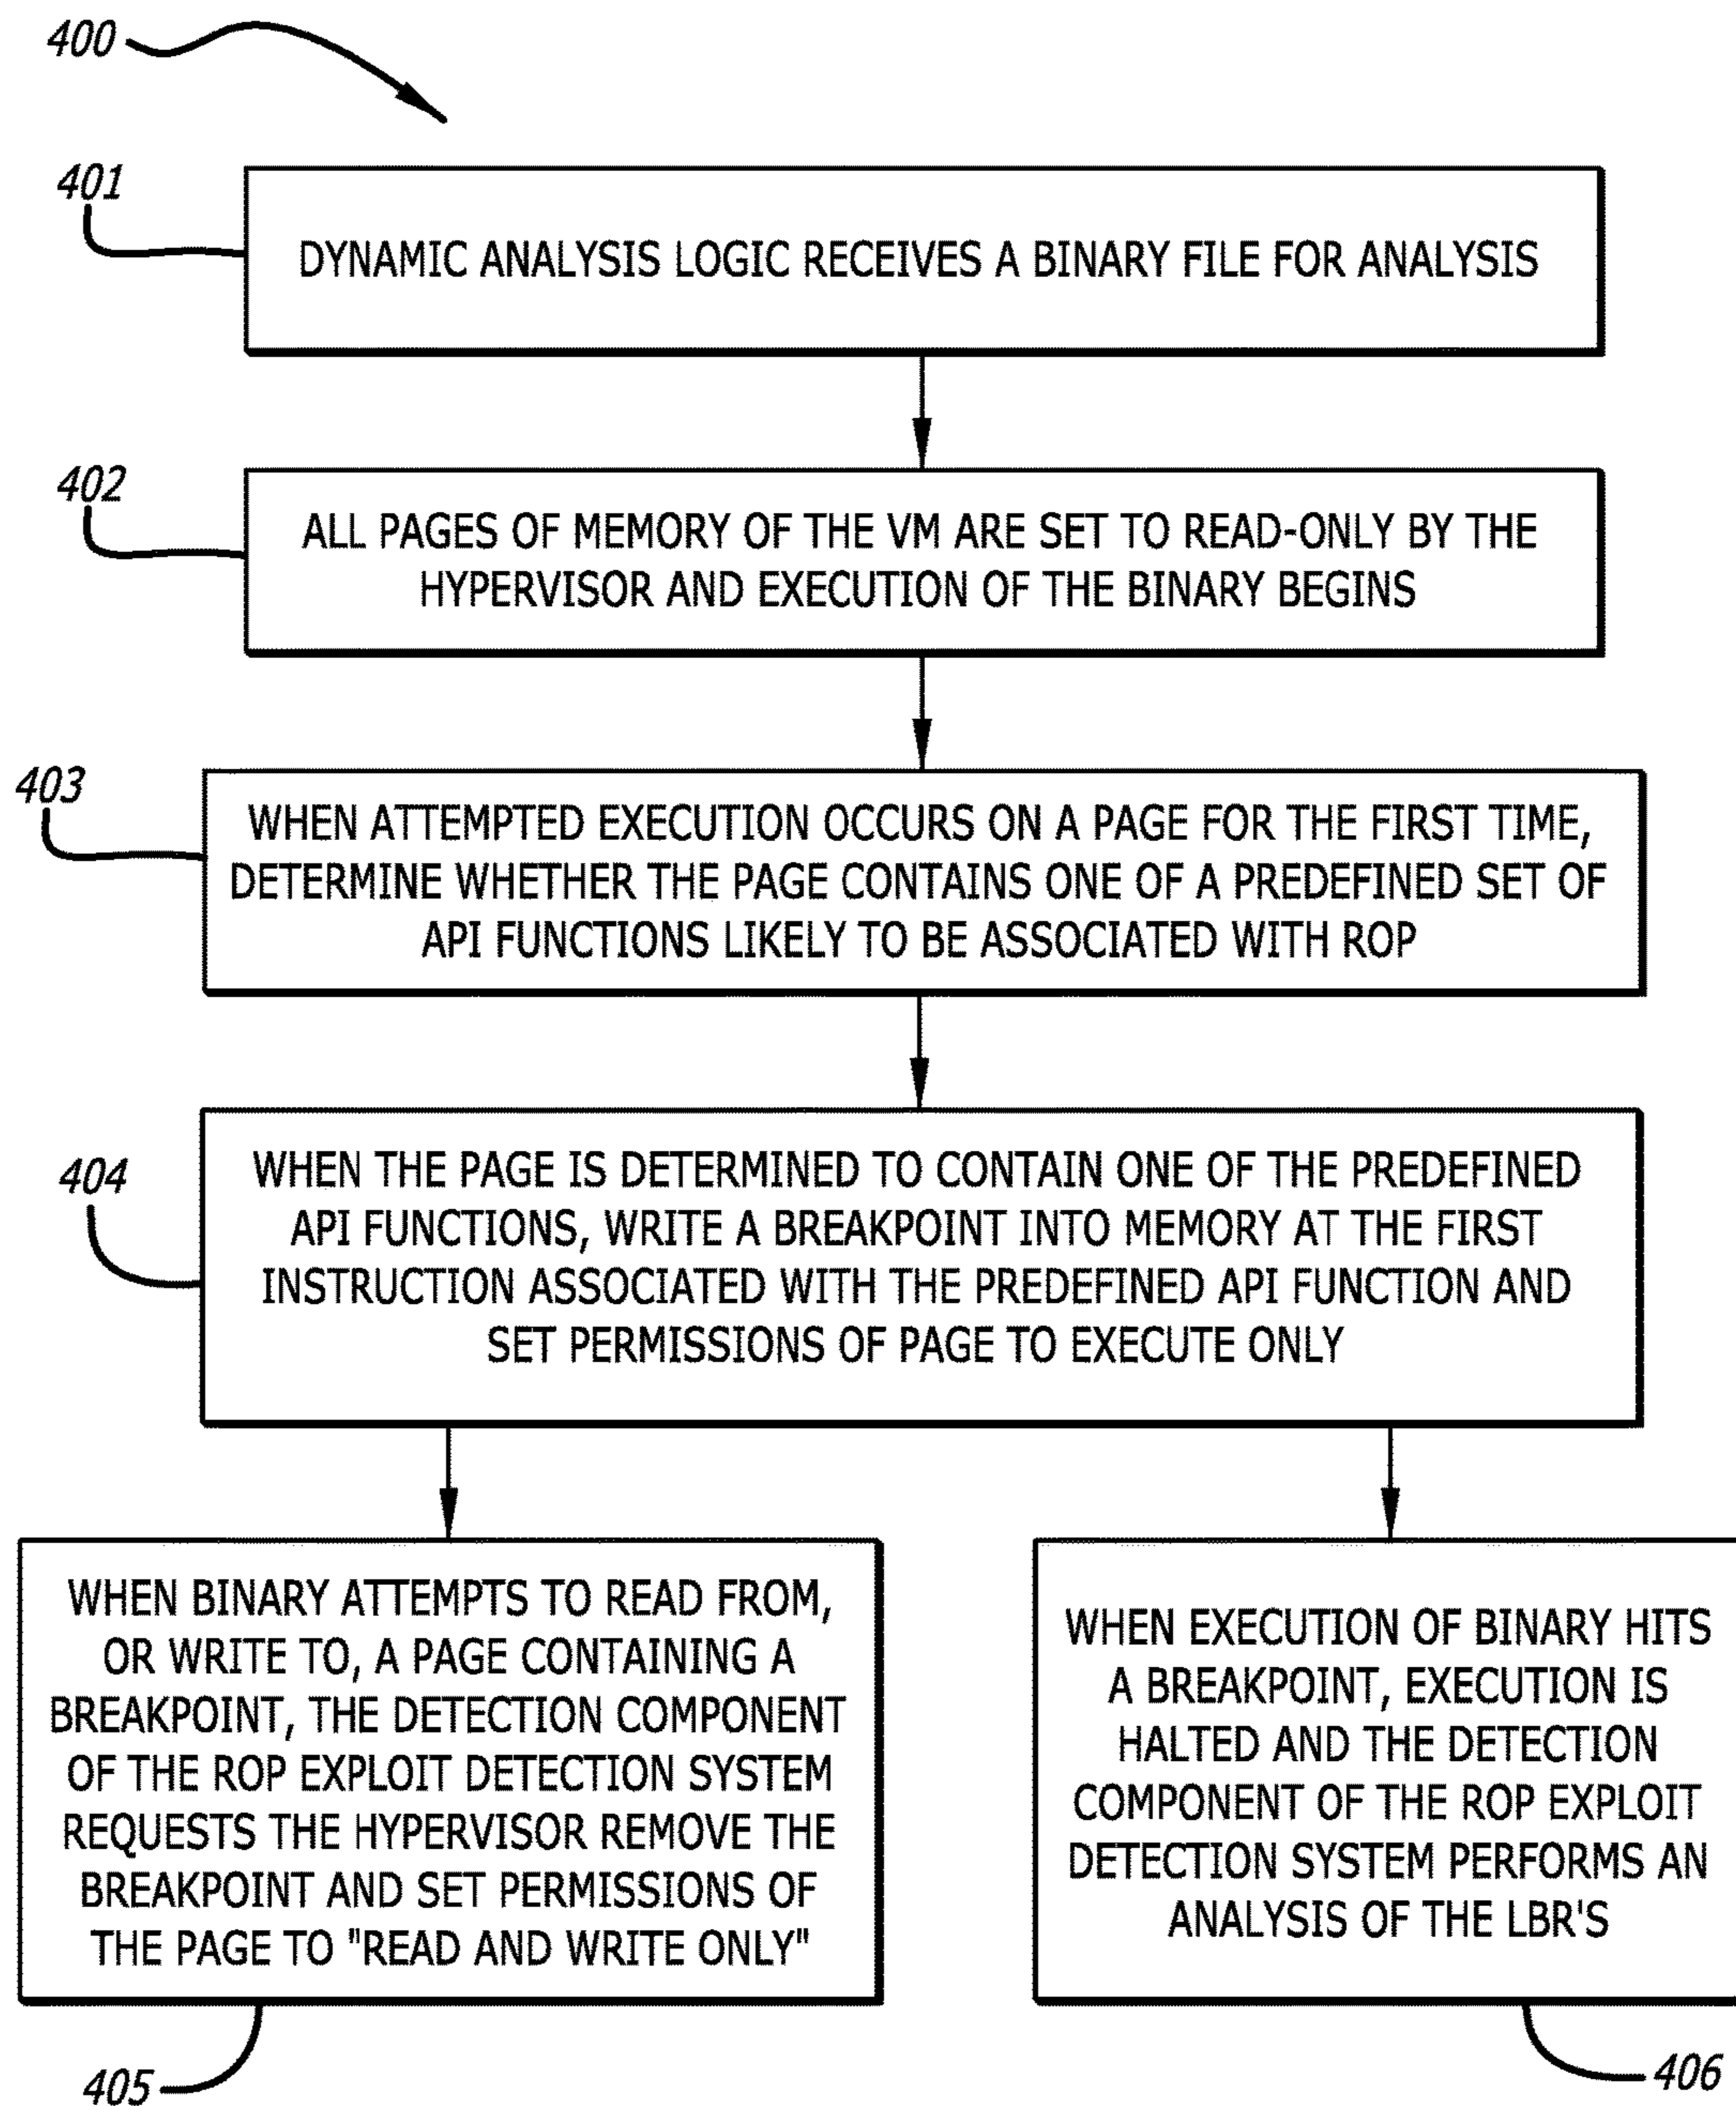 400
401
DYNAMIC ANALYSIS LOGIC RECEIVES A BINARY FILE FOR ANALYSIS
402
ALL PAGES OF MEMORY OF THE VM ARE SET TO READ-ONLY BY THE
HYPERVISOR AND EXECUTION OF THE BINARY BEGINS
403
WHEN ATTEMPTED EXECUTION OCCURS ON A PAGE FOR THE FIRST TIME,
DETERMINE WHETHER THE PAGE CONTAINS ONE OF A PREDEFINED SET OF
API FUNCTIONS LIKELY TO BE ASSOCIATED WITH ROP
404
WHEN THE PAGE IS DETERMINED TO CONTAIN ONE OF THE PREDEFINED
API FUNCTIONS, WRITE A BREAKPOINT INTO MEMORY AT THE FIRST
INSTRUCTION ASSOCIATED WITH THE PREDEFINED API FUNCTION AND
SET PERMISSIONS OF PAGE TO EXECUTE ONLY
WHEN BINARY ATTEMPTS TO READ FROM,
OR WRITE TO, A PAGE CONTAINING A
BREAKPOINT, THE DETECTION COMPONENT
OF THE ROP EXPLOIT DETECTION SYSTEM
REQUESTS THE HYPERVISOR REMOVE THE
BREAKPOINT AND SET PERMISSIONS OF
THE PAGE TO "READ AND WRITE ONLY"
405
WHEN EXECUTION OF BINARY HITS
A BREAKPOINT, EXECUTION IS
HALTED AND THE DETECTION
COMPONENT OF THE ROP EXPLOIT
DETECTION SYSTEM PERFORMS AN
ANALYSIS OF THE LBR'S
406